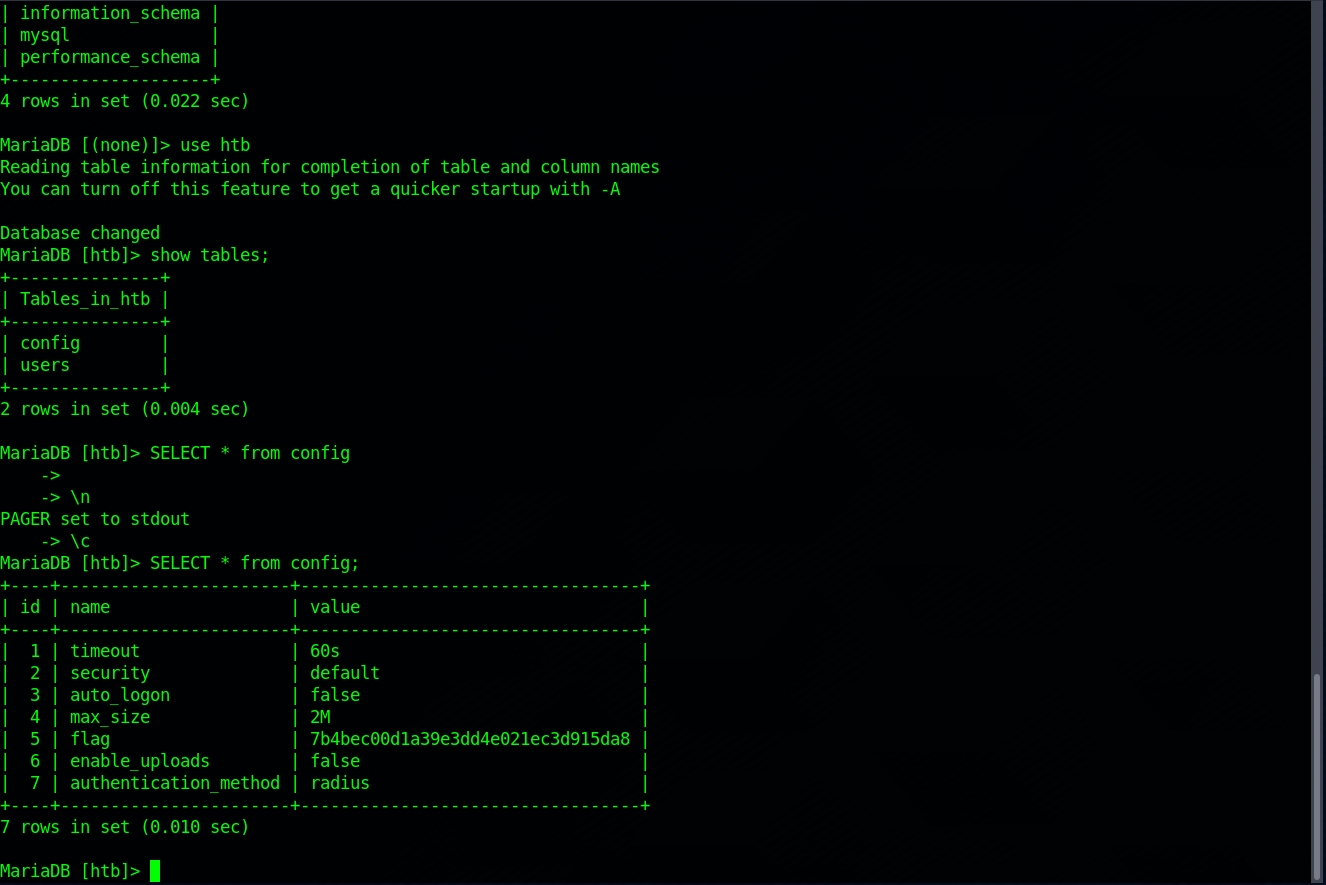 | information_schema |
| mysql              |
| performance_schema |
+--------------------+
4 rows in set (0.022 sec)

MariaDB [(none)]> use htb
Reading table information for completion of table and column names
You can turn off this feature to get a quicker startup with -A

Database changed
MariaDB [htb]> show tables;
+---------------+
| Tables_in_htb |
+---------------+
| config        |
| users         |
+---------------+
2 rows in set (0.004 sec)

MariaDB [htb]> SELECT * from config
    ->
    -> \n
PAGER set to stdout
    -> \c
MariaDB [htb]> SELECT * from config;
+----+-----------------------+----------------------------------+
| id | name                  | value                            |
+----+-----------------------+----------------------------------+
|  1 | timeout               | 60s                              |
|  2 | security              | default                          |
|  3 | auto_logon            | false                            |
|  4 | max_size              | 2M                               |
|  5 | flag                  | 7b4bec00d1a39e3dd4e021ec3d915da8 |
|  6 | enable_uploads        | false                            |
|  7 | authentication_method | radius                           |
+----+-----------------------+----------------------------------+
7 rows in set (0.010 sec)

MariaDB [htb]>